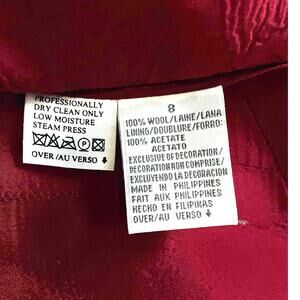 PROFESSIONALLY
DRY CLEAN ONLY
LOW MOISTURE
STEAM PRESS
P
OVER/AU VERSO
8
100% WOOL/LAINE/LANA
LINING/DOUBLURE/FORRO:
100% ACETATE
ACETATO
EXCLUSIVE OF DECORATION/
DECORATION NON COMPRISE/
EXCLUYENDO LA DECORACION
MADE IN PHILIPPINES
FAIT AUX PHILIPPINES
HECHO EN FILIPINAS
OVER/AU VERSO